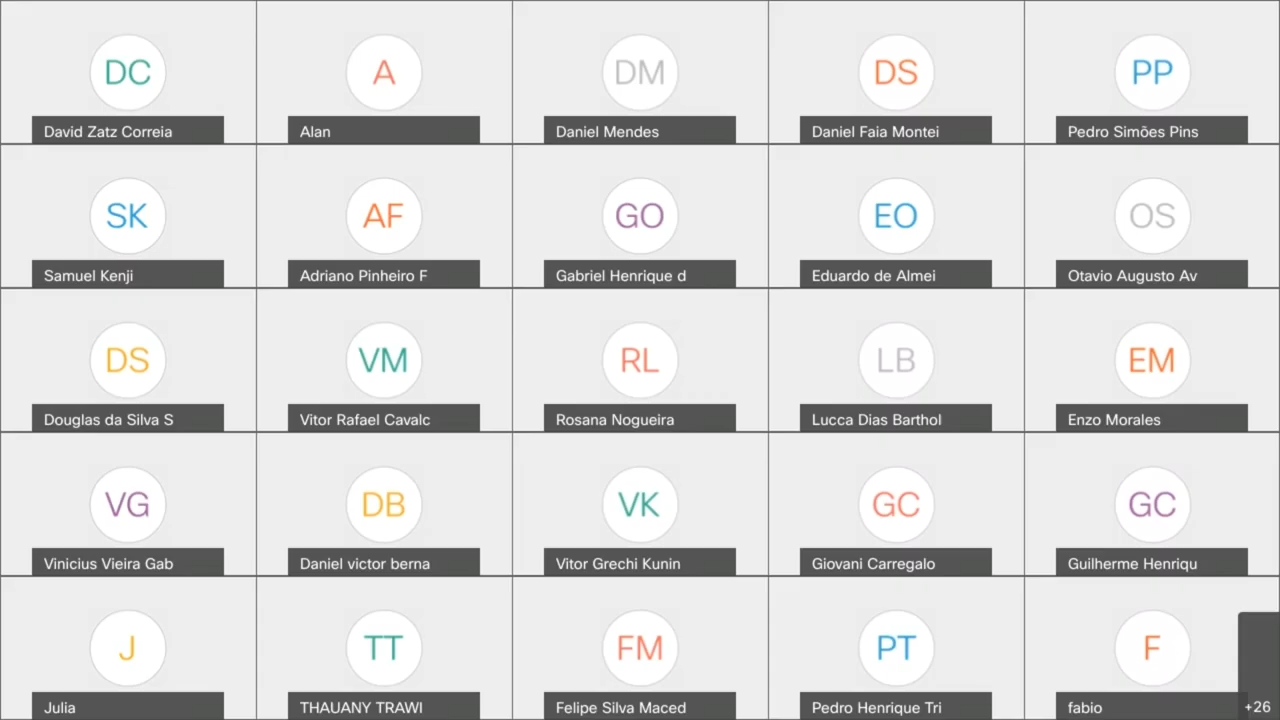 DC
David Zatz Correia
A
Alan
DM
Daniel Mendes
DS
Daniel Faia Montei
PP
Pedro Simões Pins
SK
Samuel Kenji
AF
Adriano Pinheiro F
GO
Gabriel Henrique d
EO
Eduardo de Almei
OS
Otavio Augusto Av
DS
Douglas da Silva S
VM
Vitor Rafael Cavalc
RL
Rosana Nogueira
LB
Lucca Dias Barthol
EM
Enzo Morales
VG
Vinicius Vieira Gab
DB
Daniel victor berna
VK
Vitor Grechi Kunin
GC
Giovani Carregalo
GC
Guilherme Henriqu
J
Julia
TT
THAUANY TRAWI
FM
Felipe Silva Maced
PT
Pedro Henrique Tri
F
fabio
+26